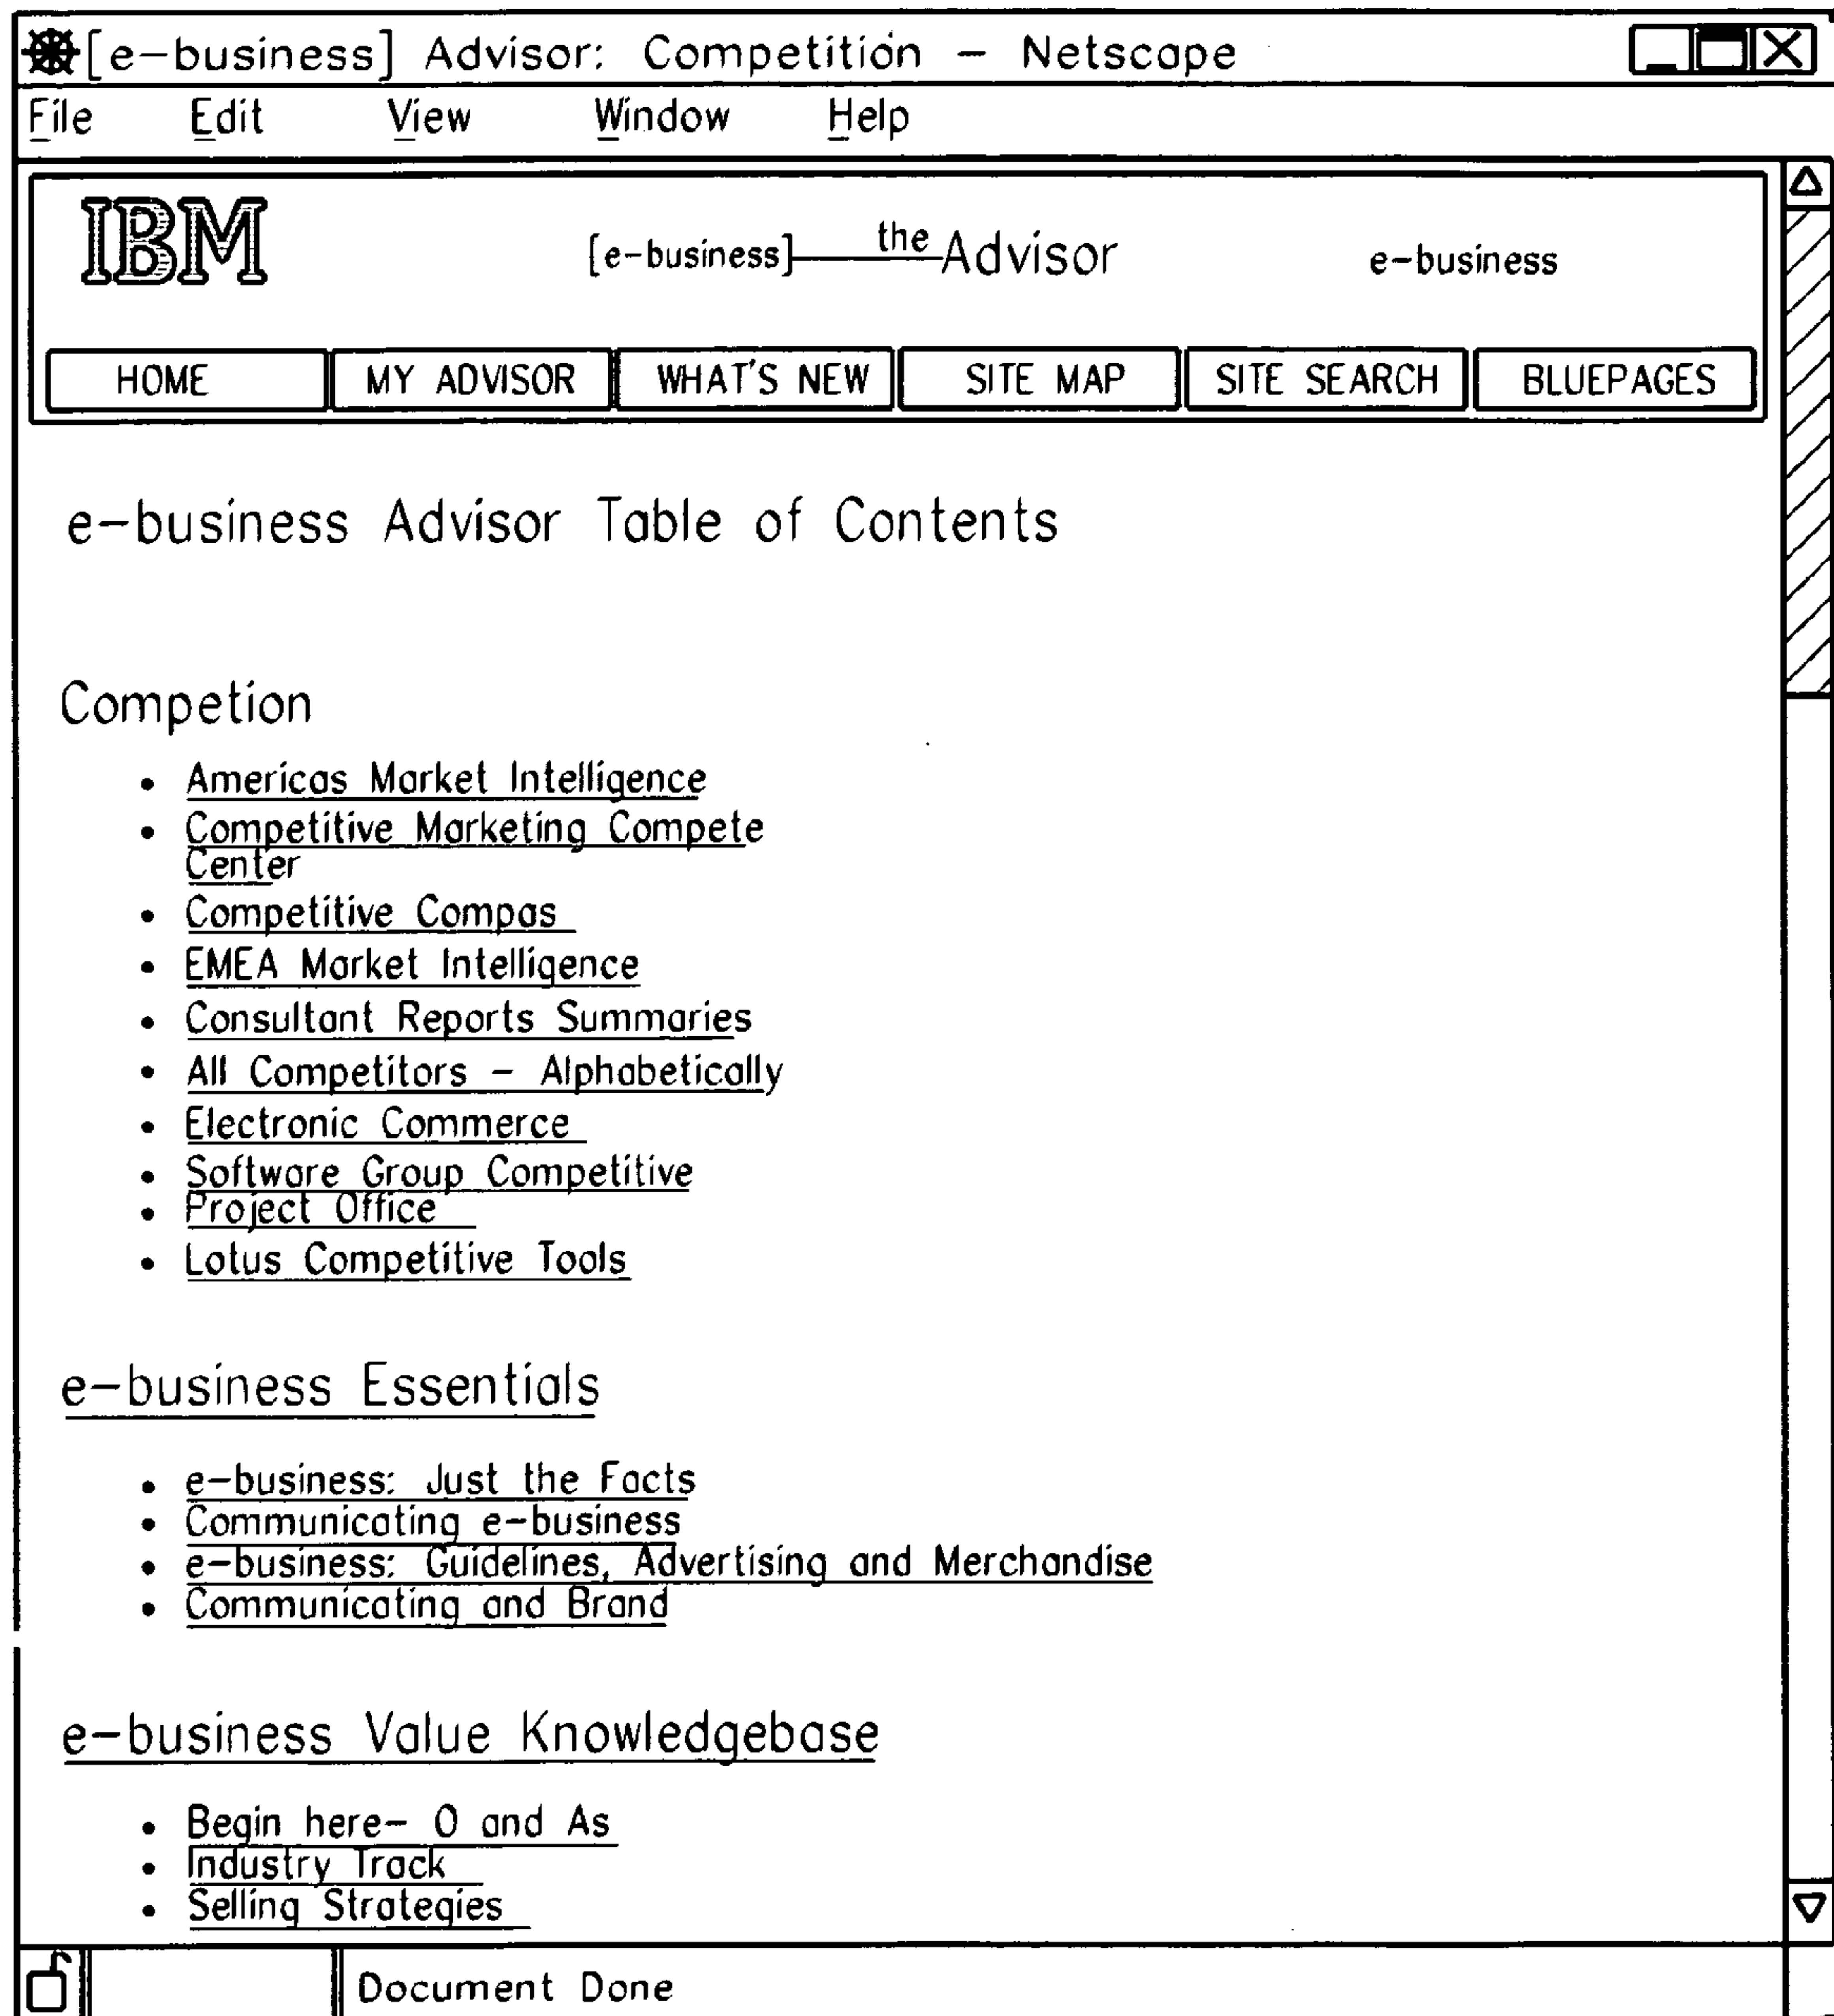 [e-business] Advisor: Competition – Netscape
File Edit View Window Help
IBM [e-business] the Advisor e-business
HOME MY ADVISOR WHAT'S NEW SITE MAP SITE SEARCH BLUEPAGES
e-business Advisor Table of Contents
Competion
• Americas Market Intelligence
• Competitive Marketing Compete
Center
• Competitive Compas
• EMEA Market Intelligence
• Consultant Reports Summaries
• All Competitors – Alphabetically
• Electronic Commerce
• Software Group Competitive
• Project Office
• Lotus Competitive Tools
e-business Essentials
• e-business: Just the Facts
• Communicating e-business
• e-business: Guidelines, Advertising and Merchandise
• Communicating and Brand
e-business Value Knowledgebase
• Begin here– O and As
• Industry Track
• Selling Strategies
Document Done